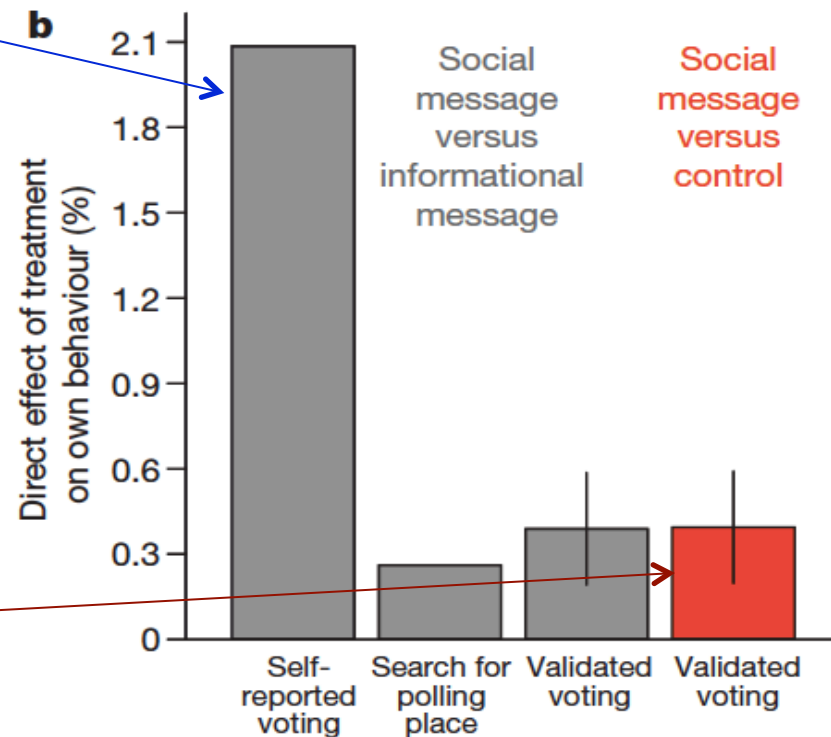 b
Direct effect of treatment
on own behaviour (%)
2.1
1.8
1.5
1.2
0.9
0.6
0.3
0
Social
message
versus
informational
message
Social
message
versus
control
Self-
reported
voting
Search for
polling
place
Validated
voting
Validated
voting